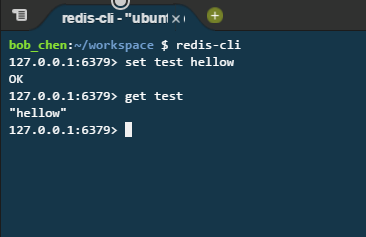 redis-cli - "ubunt
bob_chen:~/workspace $ redis-cli
127.0.0.1:6379> set test hellow
OK
127.0.0.1:6379> get test
"hellow"
127.0.0.1:6379>